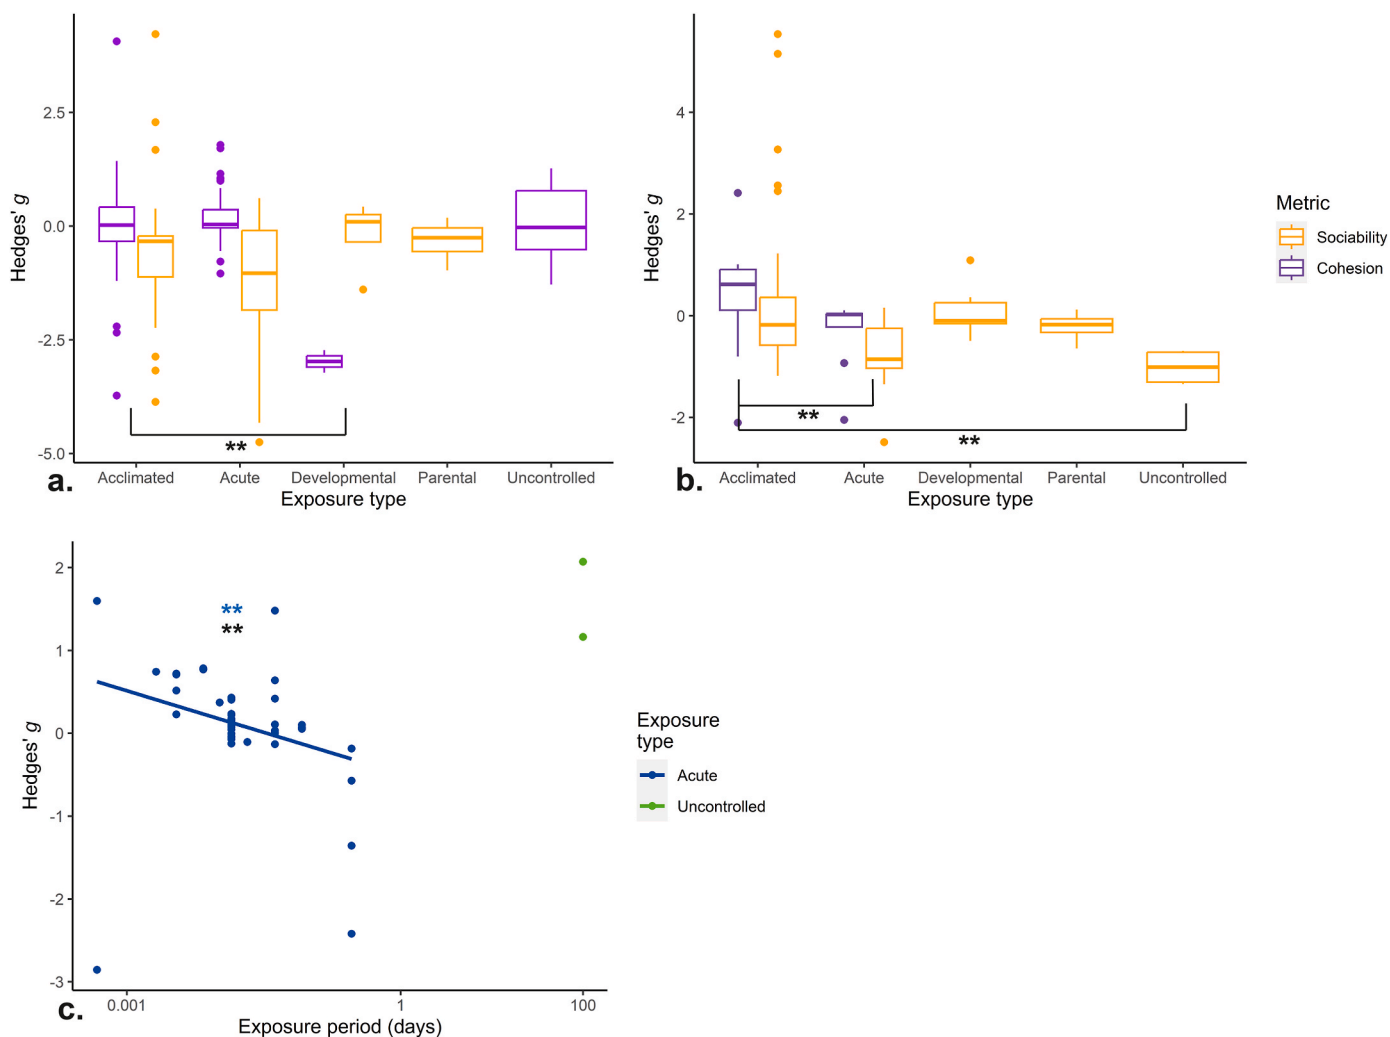 2.5
0.0
-2.5
-5.0
Hedges' g
**
Acclimated Acute Developmental Parental Uncontrolled
a. Exposure type
4
2
0
-2
Hedges' g
**
**
Acclimated Acute Developmental Parental Uncontrolled
b. Exposure type
Metric
Sociability
Cohesion
2
1
0
-1
-2
-3
Hedges' g
**
**
0.001 1 100
c. Exposure period (days)
Exposure
type
Acute
Uncontrolled